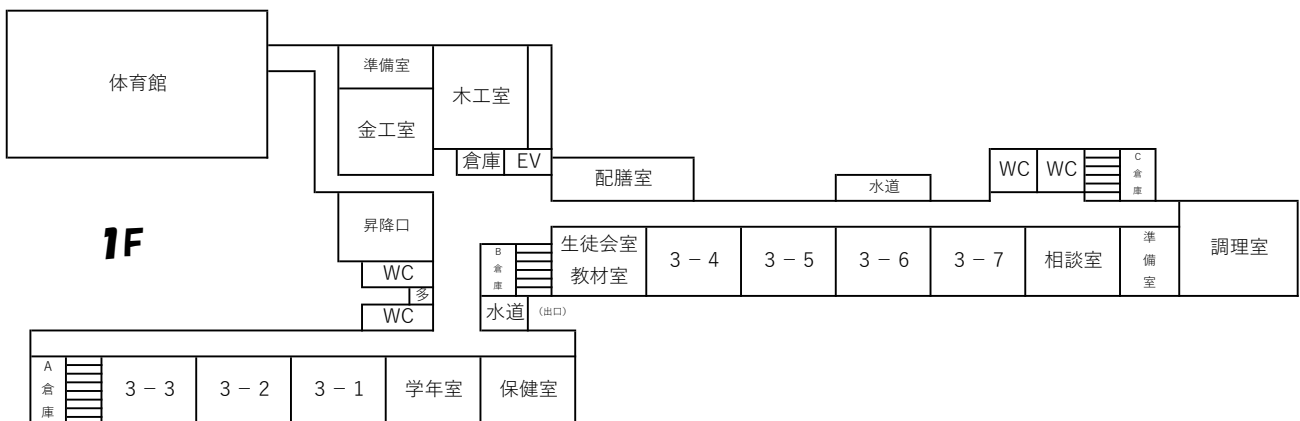 体育館
準備室
木工室
金工室
倉庫
EV
配膳室
水道
WC
WC
C
倉
庫
1F
昇降口
WC
多
WC
B
倉
庫
水道
(出口)
生徒会室
教材室
3-4
3-5
3-6
3-7
相談室
準
備
室
調理室
A
倉
庫
3-3
3-2
3-1
学年室
保健室